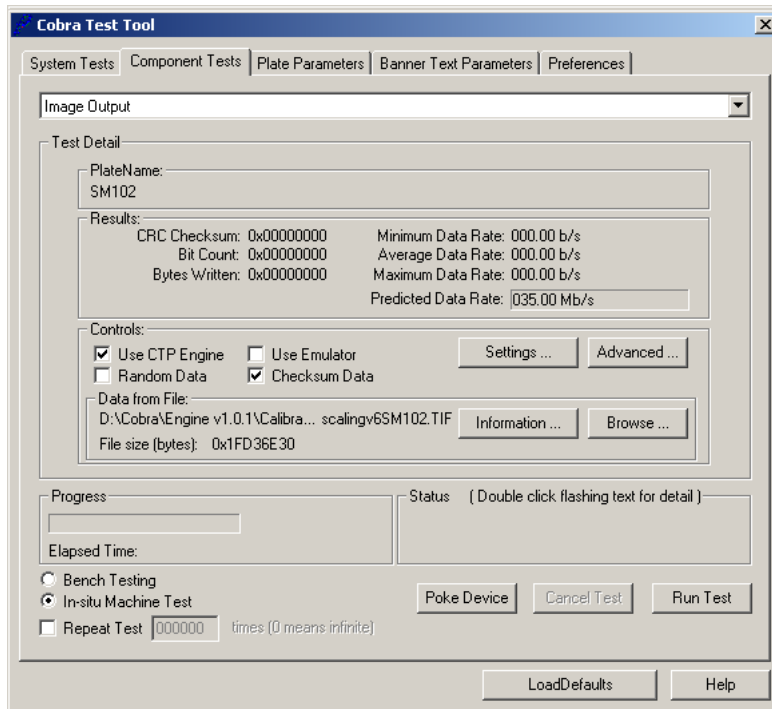 Cobra Test Tool
System Tests Component Tests Plate Parameters Banner Text Parameters Preferences
Image Output
Test Detail
PlateName:
SM102
Results:
CRC Checksum: 0x00000000 Minimum Data Rate: 000.00 b/s
Bit Count: 0x00000000 Average Data Rate: 000.00 b/s
Bytes Written: 0x00000000 Maximum Data Rate: 000.00 b/s
Predicted Data Rate: 035.00 Mb/s
Controls:
Use CTP Engine Use Emulator Settings ... Advanced ...
Random Data Checksum Data
Data from File:
D:\Cobra\Engine v1.0.1\Calibra... scalingv6SM102.TIF Information ... Browse ...
File size (bytes): 0x1FD36E30
Progress Status ( Double click flashing text for detail )
Elapsed Time:
Bench Testing
In-situ Machine Test Poke Device Cancel Test Run Test
Repeat Test 000000 times (0 means infinite)
LoadDefaults Help